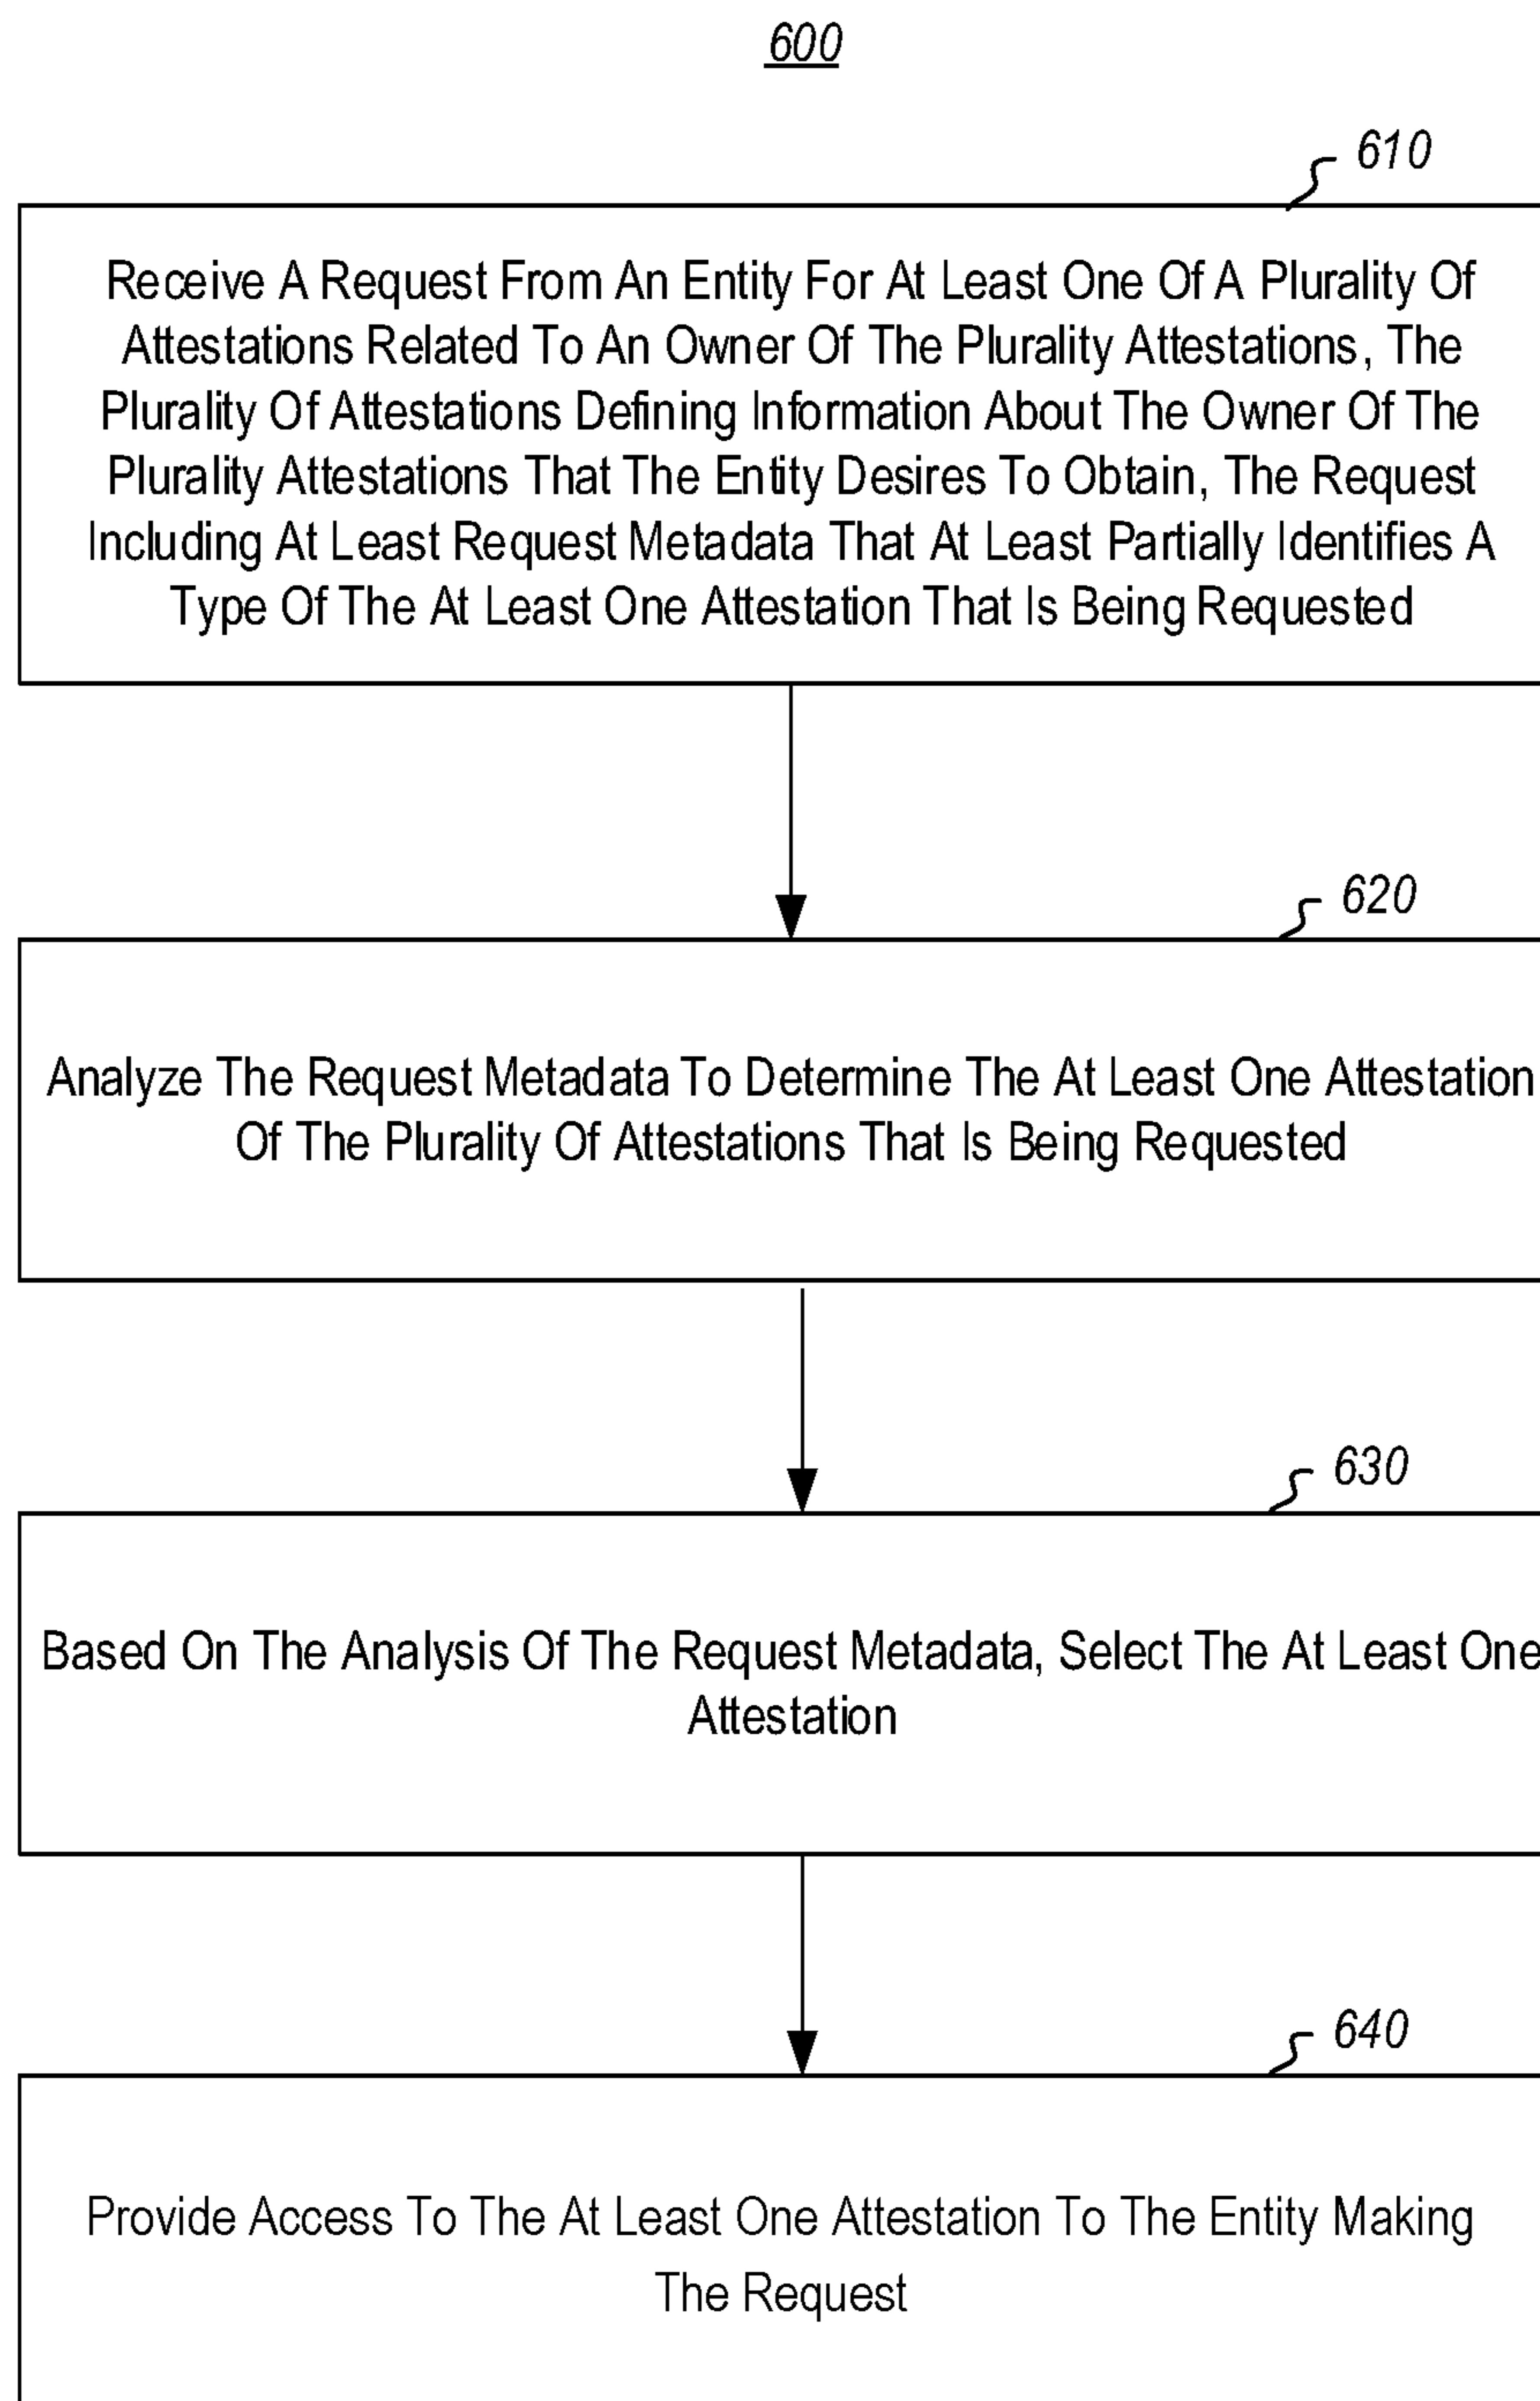 600
610
Receive A Request From An Entity For At Least One Of A Plurality Of
Attestations Related To An Owner Of The Plurality Attestations, The
Plurality Of Attestations Defining Information About The Owner Of The
Plurality Attestations That The Entity Desires To Obtain, The Request
Including At Least Request Metadata That At Least Partially Identifies A
Type Of The At Least One Attestation That Is Being Requested
620
Analyze The Request Metadata To Determine The At Least One Attestation
Of The Plurality Of Attestations That Is Being Requested
630
Based On The Analysis Of The Request Metadata, Select The At Least One
Attestation
640
Provide Access To The At Least One Attestation To The Entity Making
The Request